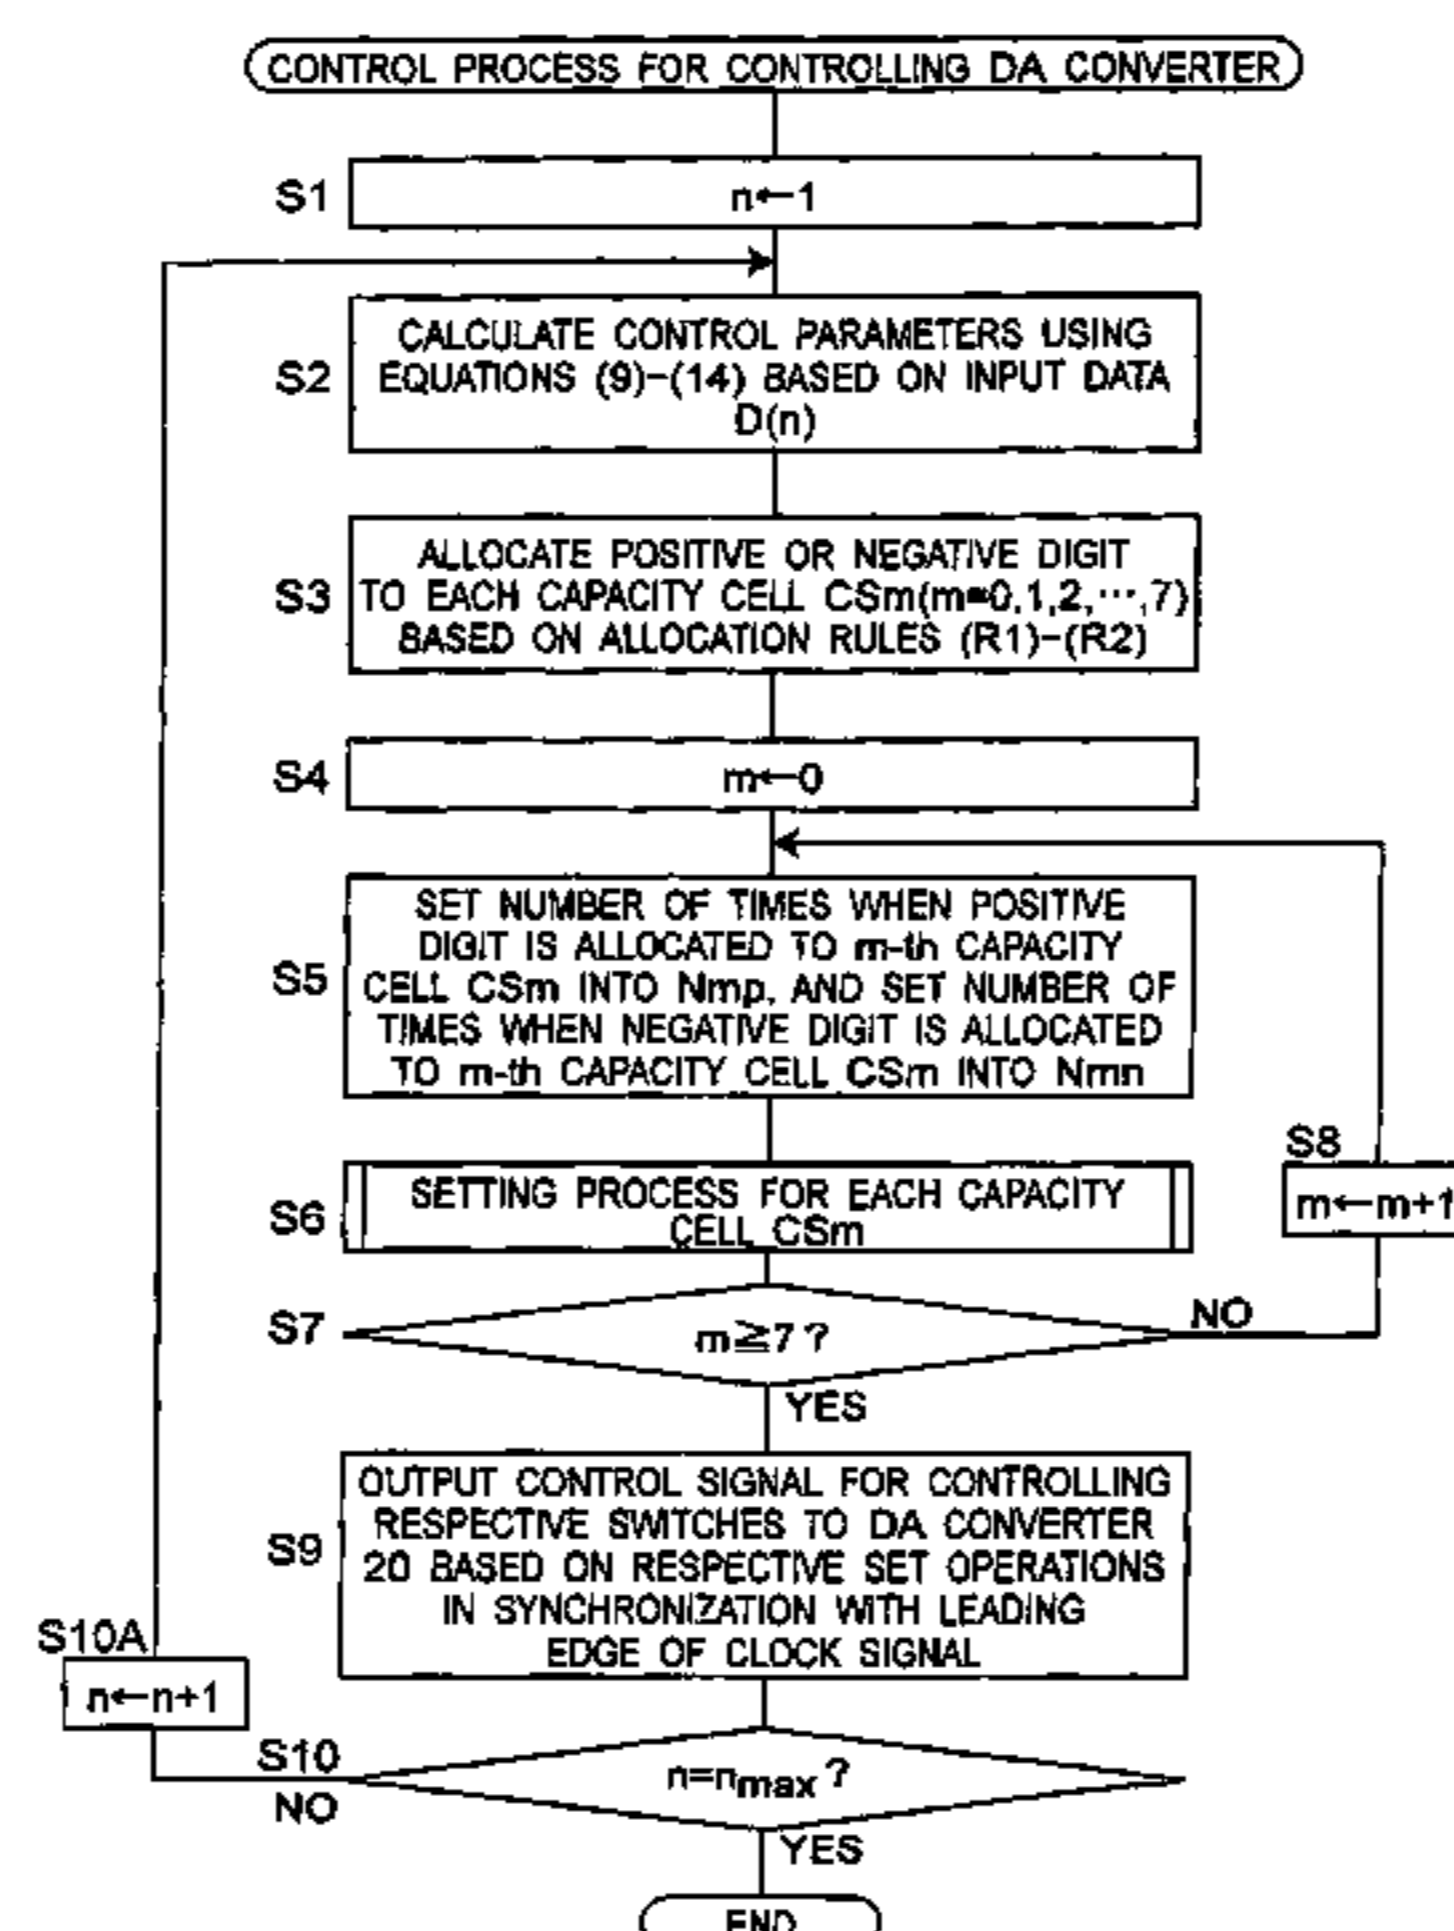 CONTROL PROCESS FOR CONTROLLING DA CONVERTER
S1
n←1
S2
CALCULATE CONTROL PARAMETERS USING
EQUATIONS (9)-(14) BASED ON INPUT DATA
D(n)
S3
ALLOCATE POSITIVE OR NEGATIVE DIGIT
TO EACH CAPACITY CELL CSm(m=0,1,2,⋯,7)
BASED ON ALLOCATION RULES (R1)-(R2)
S4
m←0
S5
SET NUMBER OF TIMES WHEN POSITIVE
DIGIT IS ALLOCATED TO m-th CAPACITY
CELL CSm INTO Nmp, AND SET NUMBER OF
TIMES WHEN NEGATIVE DIGIT IS ALLOCATED
TO m-th CAPACITY CELL CSm INTO Nmn
S6
SETTING PROCESS FOR EACH CAPACITY
CELL CSm
S8
m←m+1
S7
m≧7?
NO
YES
S9
OUTPUT CONTROL SIGNAL FOR CONTROLLING
RESPECTIVE SWITCHES TO DA CONVERTER
20 BASED ON RESPECTIVE SET OPERATIONS
IN SYNCHRONIZATION WITH LEADING
EDGE OF CLOCK SIGNAL
S10A
n←n+1
S10
n=nmax?
NO
YES
END